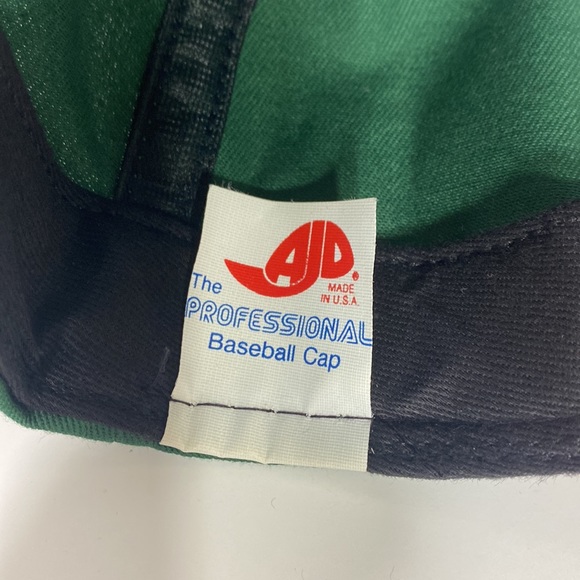 AJD®
MADE
IN U.S.A.
The
PROFESSIONAL
Baseball Cap